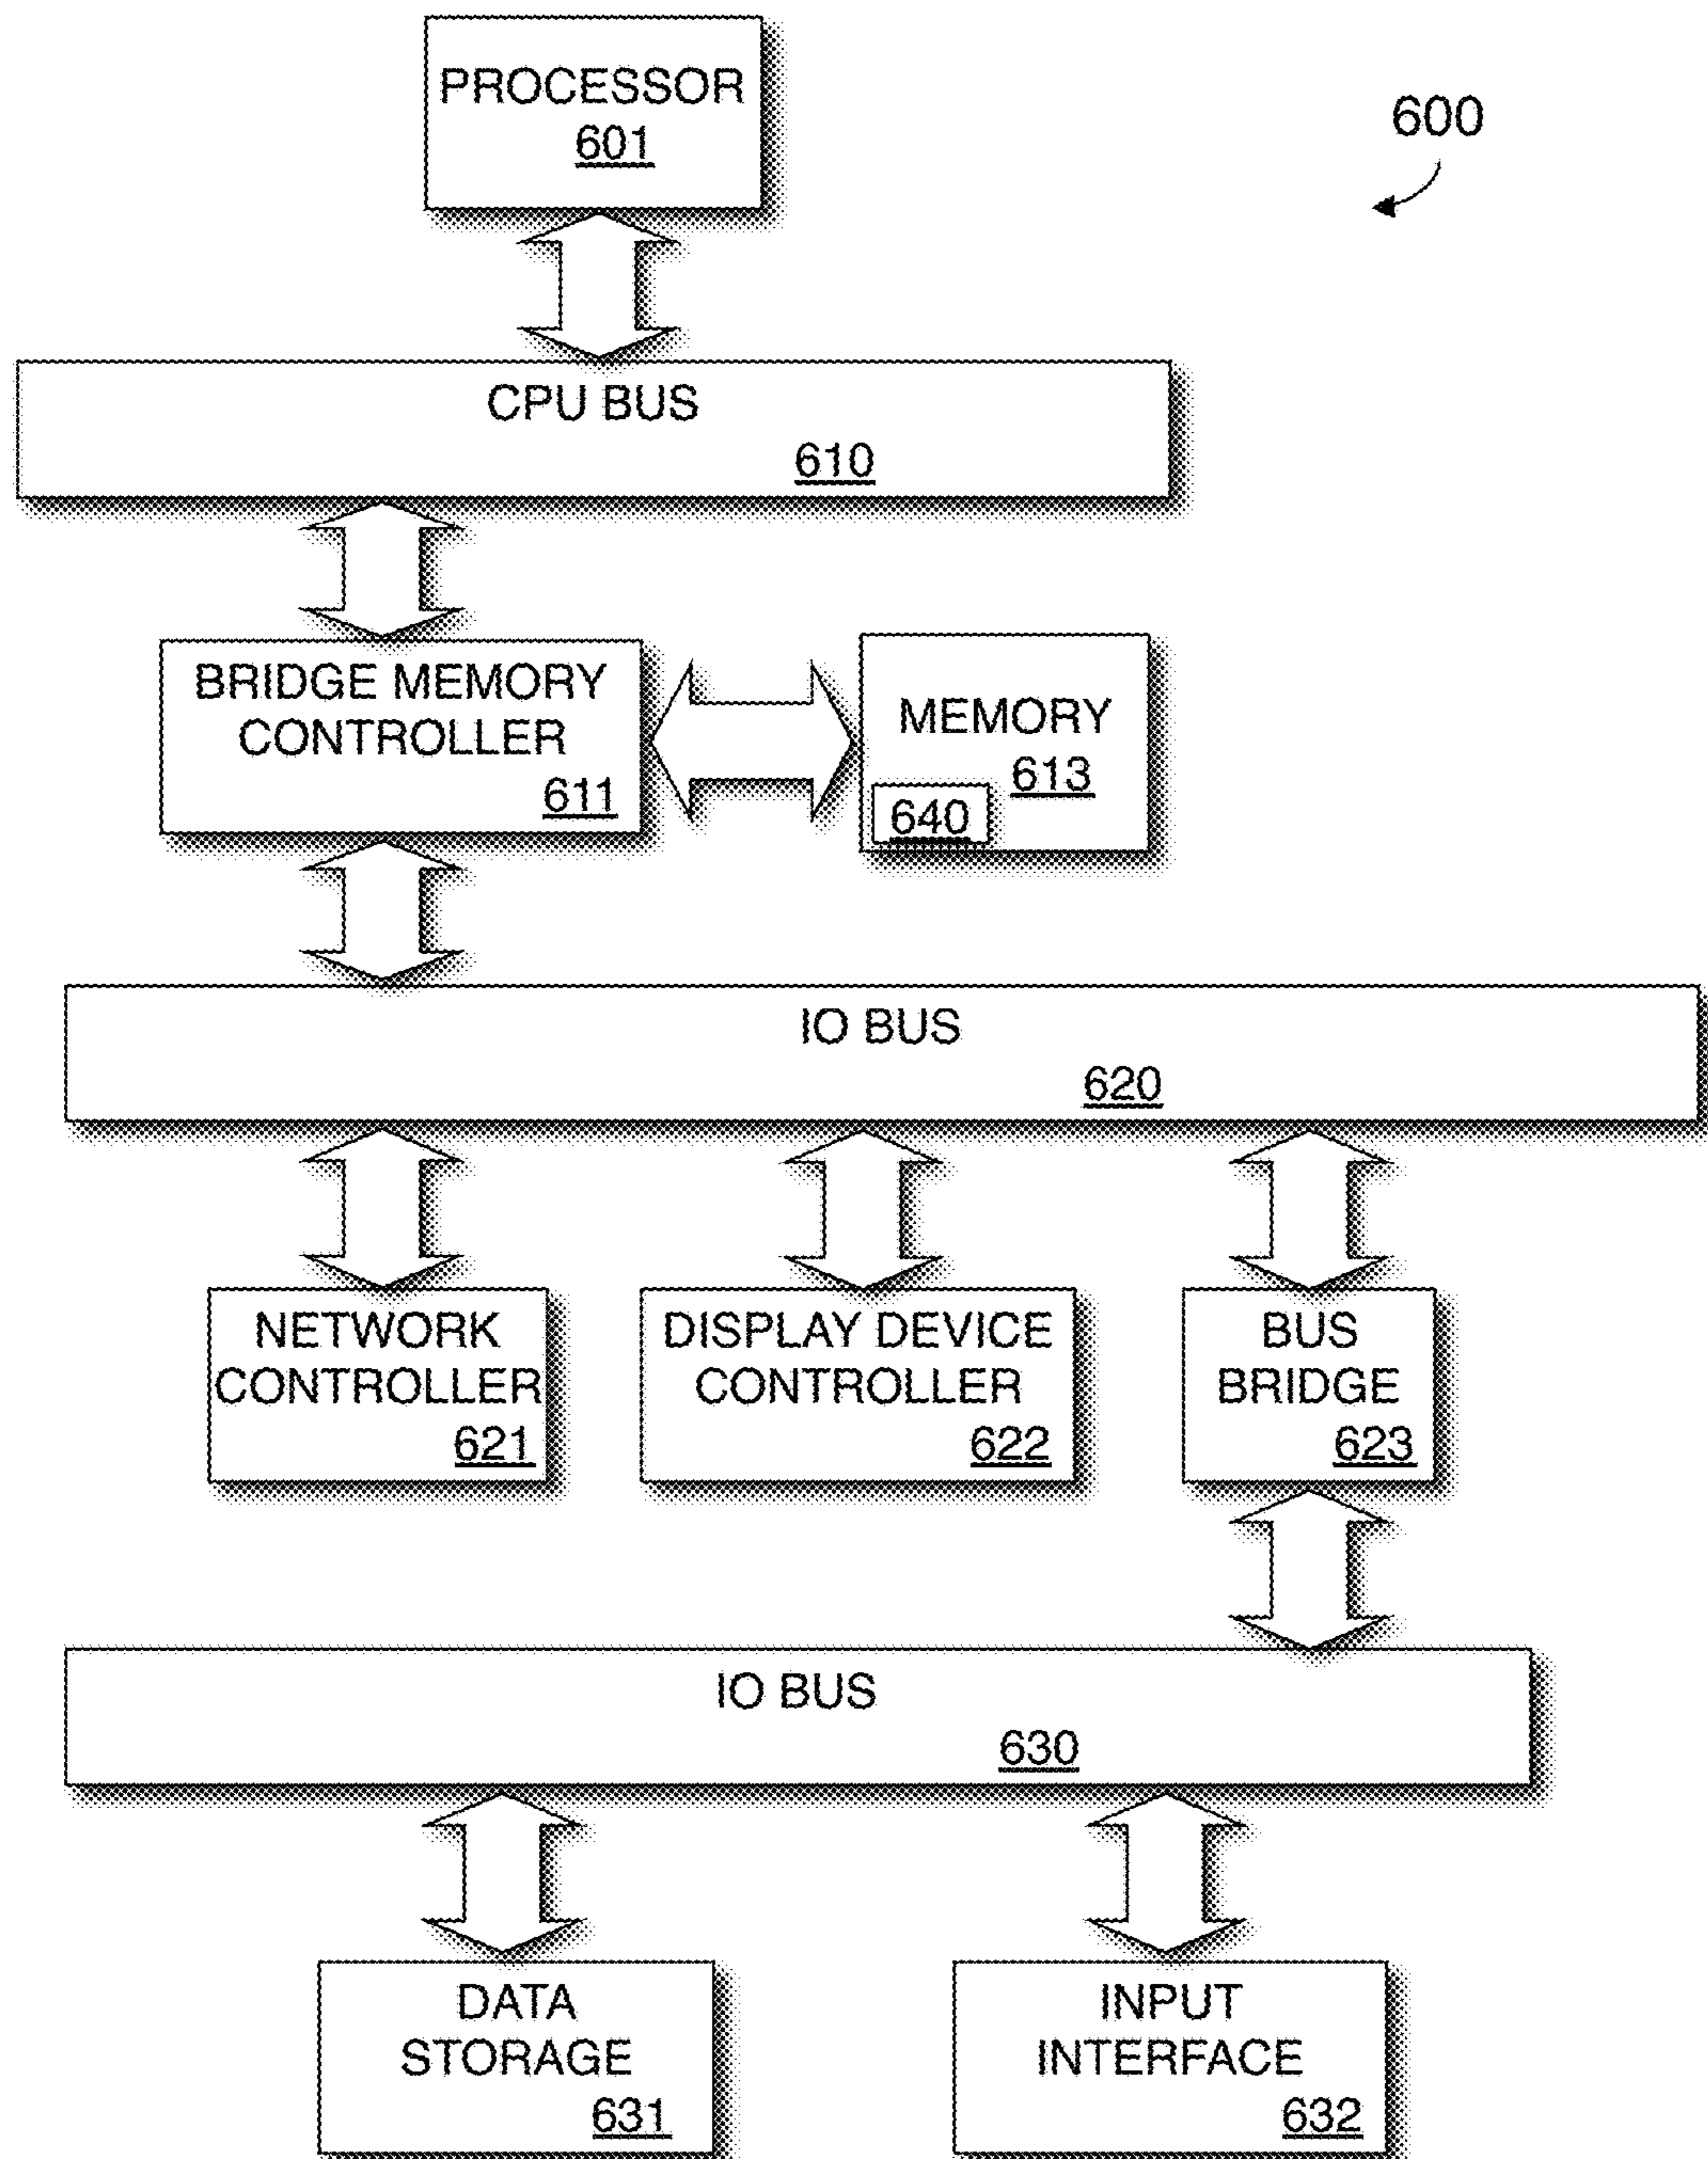 PROCESSOR
601
600
CPU BUS
610
BRIDGE MEMORY
CONTROLLER
611
MEMORY
613
640
IO BUS
620
NETWORK
CONTROLLER
621
DISPLAY DEVICE
CONTROLLER
622
BUS
BRIDGE
623
IO BUS
630
DATA
STORAGE
631
INPUT
INTERFACE
632